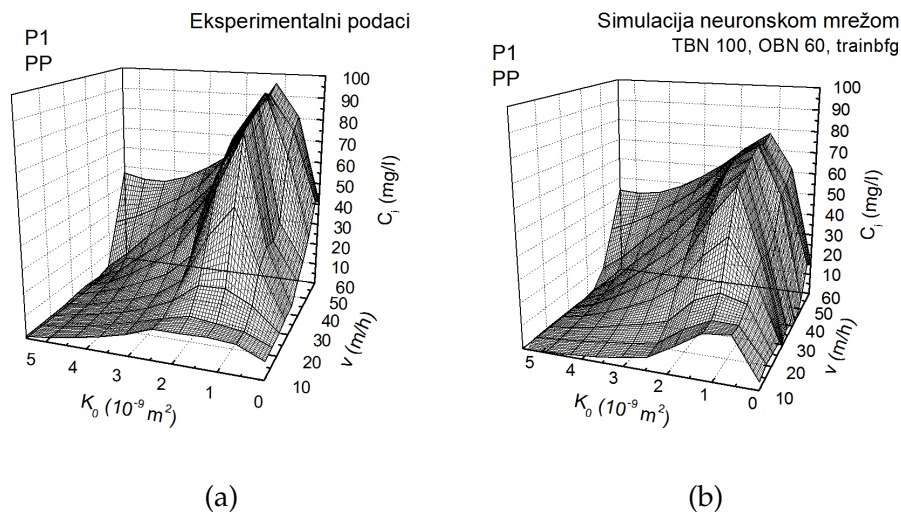 Eksperimentalni podaci
P1
PP
100
90
80
70
60
50
40
30
20
10
C_i (mg/l)
60
50
40
30
20
10
v (m/h)
5
4
3
2
1
0
K_0 (10^-9 m^2)
(a)
Simulacija neuronskom mrežom
TBN 100, OBN 60, trainbfg
P1
PP
100
90
80
70
60
50
40
30
20
10
C_i (mg/l)
60
50
40
30
20
10
v (m/h)
5
4
3
2
1
0
K_0 (10^-9 m^2)
(b)